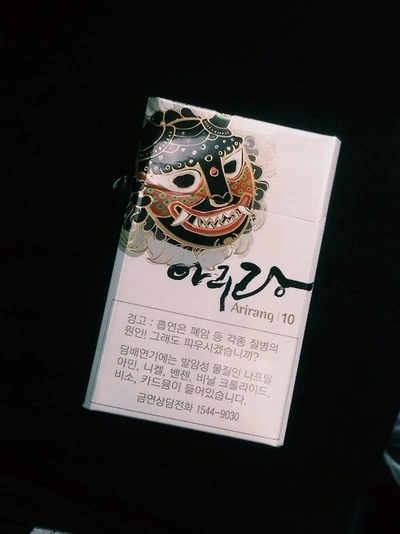 아리랑
Arirang | 10
경고 : 흡연은 폐암 등 각종 질병의
원인! 그래도 피우시겠습니까?
담배연기에는 발암성 물질인 나프틸
아민, 니켈, 벤젠, 비닐 크롤라이드,
비소, 카드뮴이 들어있습니다.
금연상담전화 1544-9030